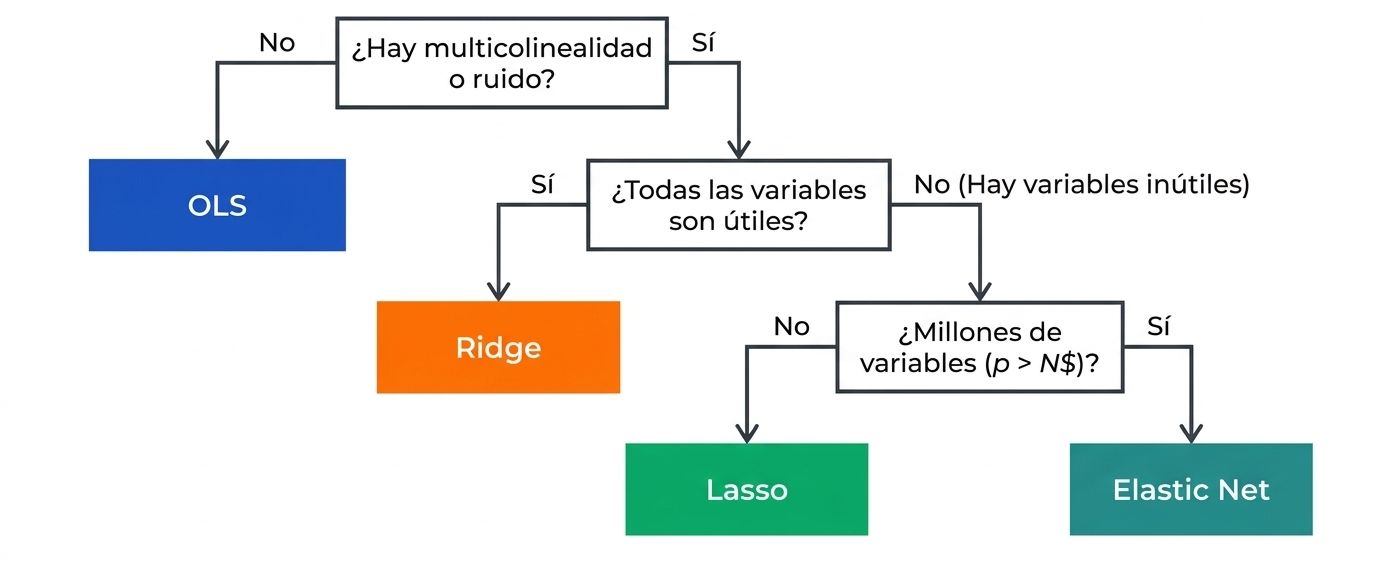 No
¿Hay multicolinealidad
o ruido?
Sí
OLS
Sí
¿Todas las variables
son útiles?
No (Hay variables inútiles)
Ridge
No
¿Millones de
variables (p > N$)?
Sí
Lasso
Elastic Net